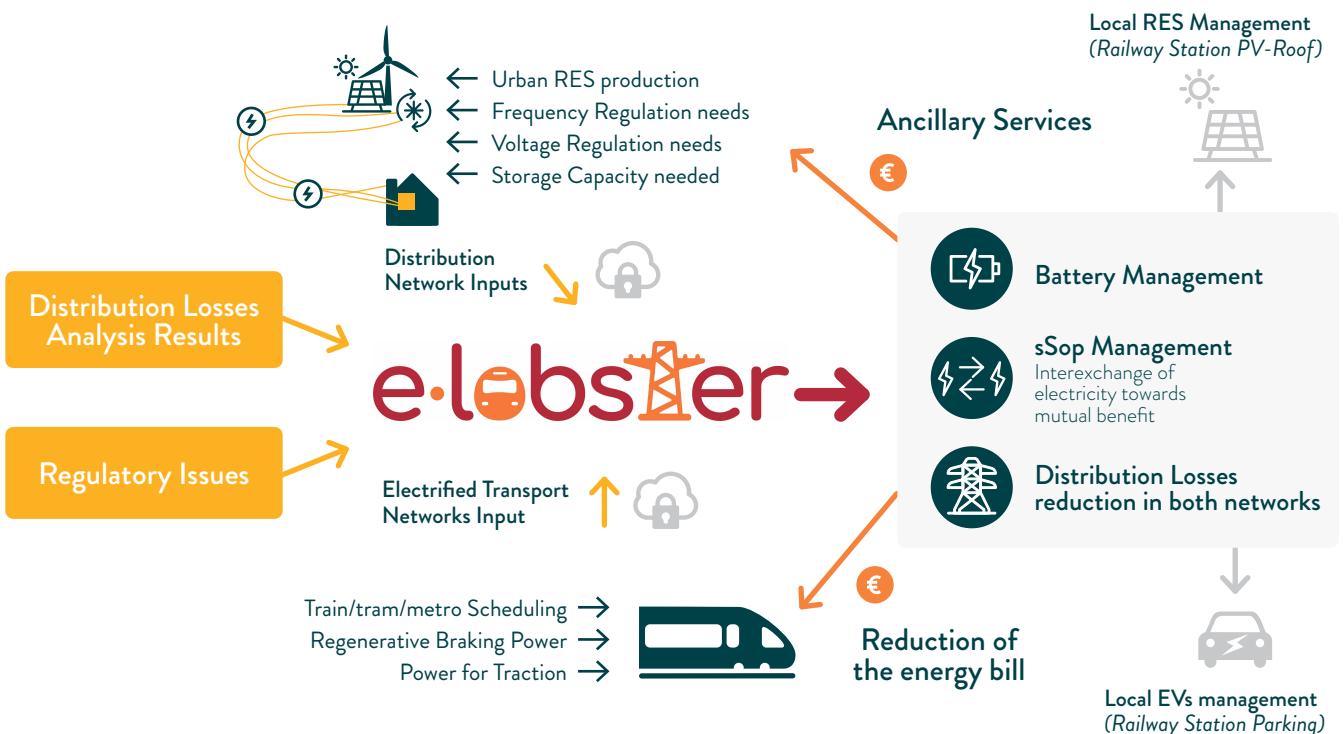 Local RES Management
(Railway Station PV-Roof)
Urban RES production
Frequency Regulation needs
Voltage Regulation needs
Storage Capacity needed
Ancillary Services
€
Distribution
Network Inputs
Distribution Losses
Analysis Results
Regulatory Issues
e·lobster
Battery Management
sSop Management
Interexchange of
electricity towards
mutual benefit
Distribution Losses
reduction in both networks
Electrified Transport
Networks Input
Train/tram/metro Scheduling
Regenerative Braking Power
Power for Traction
€
Reduction of
the energy bill
Local EVs management
(Railway Station Parking)